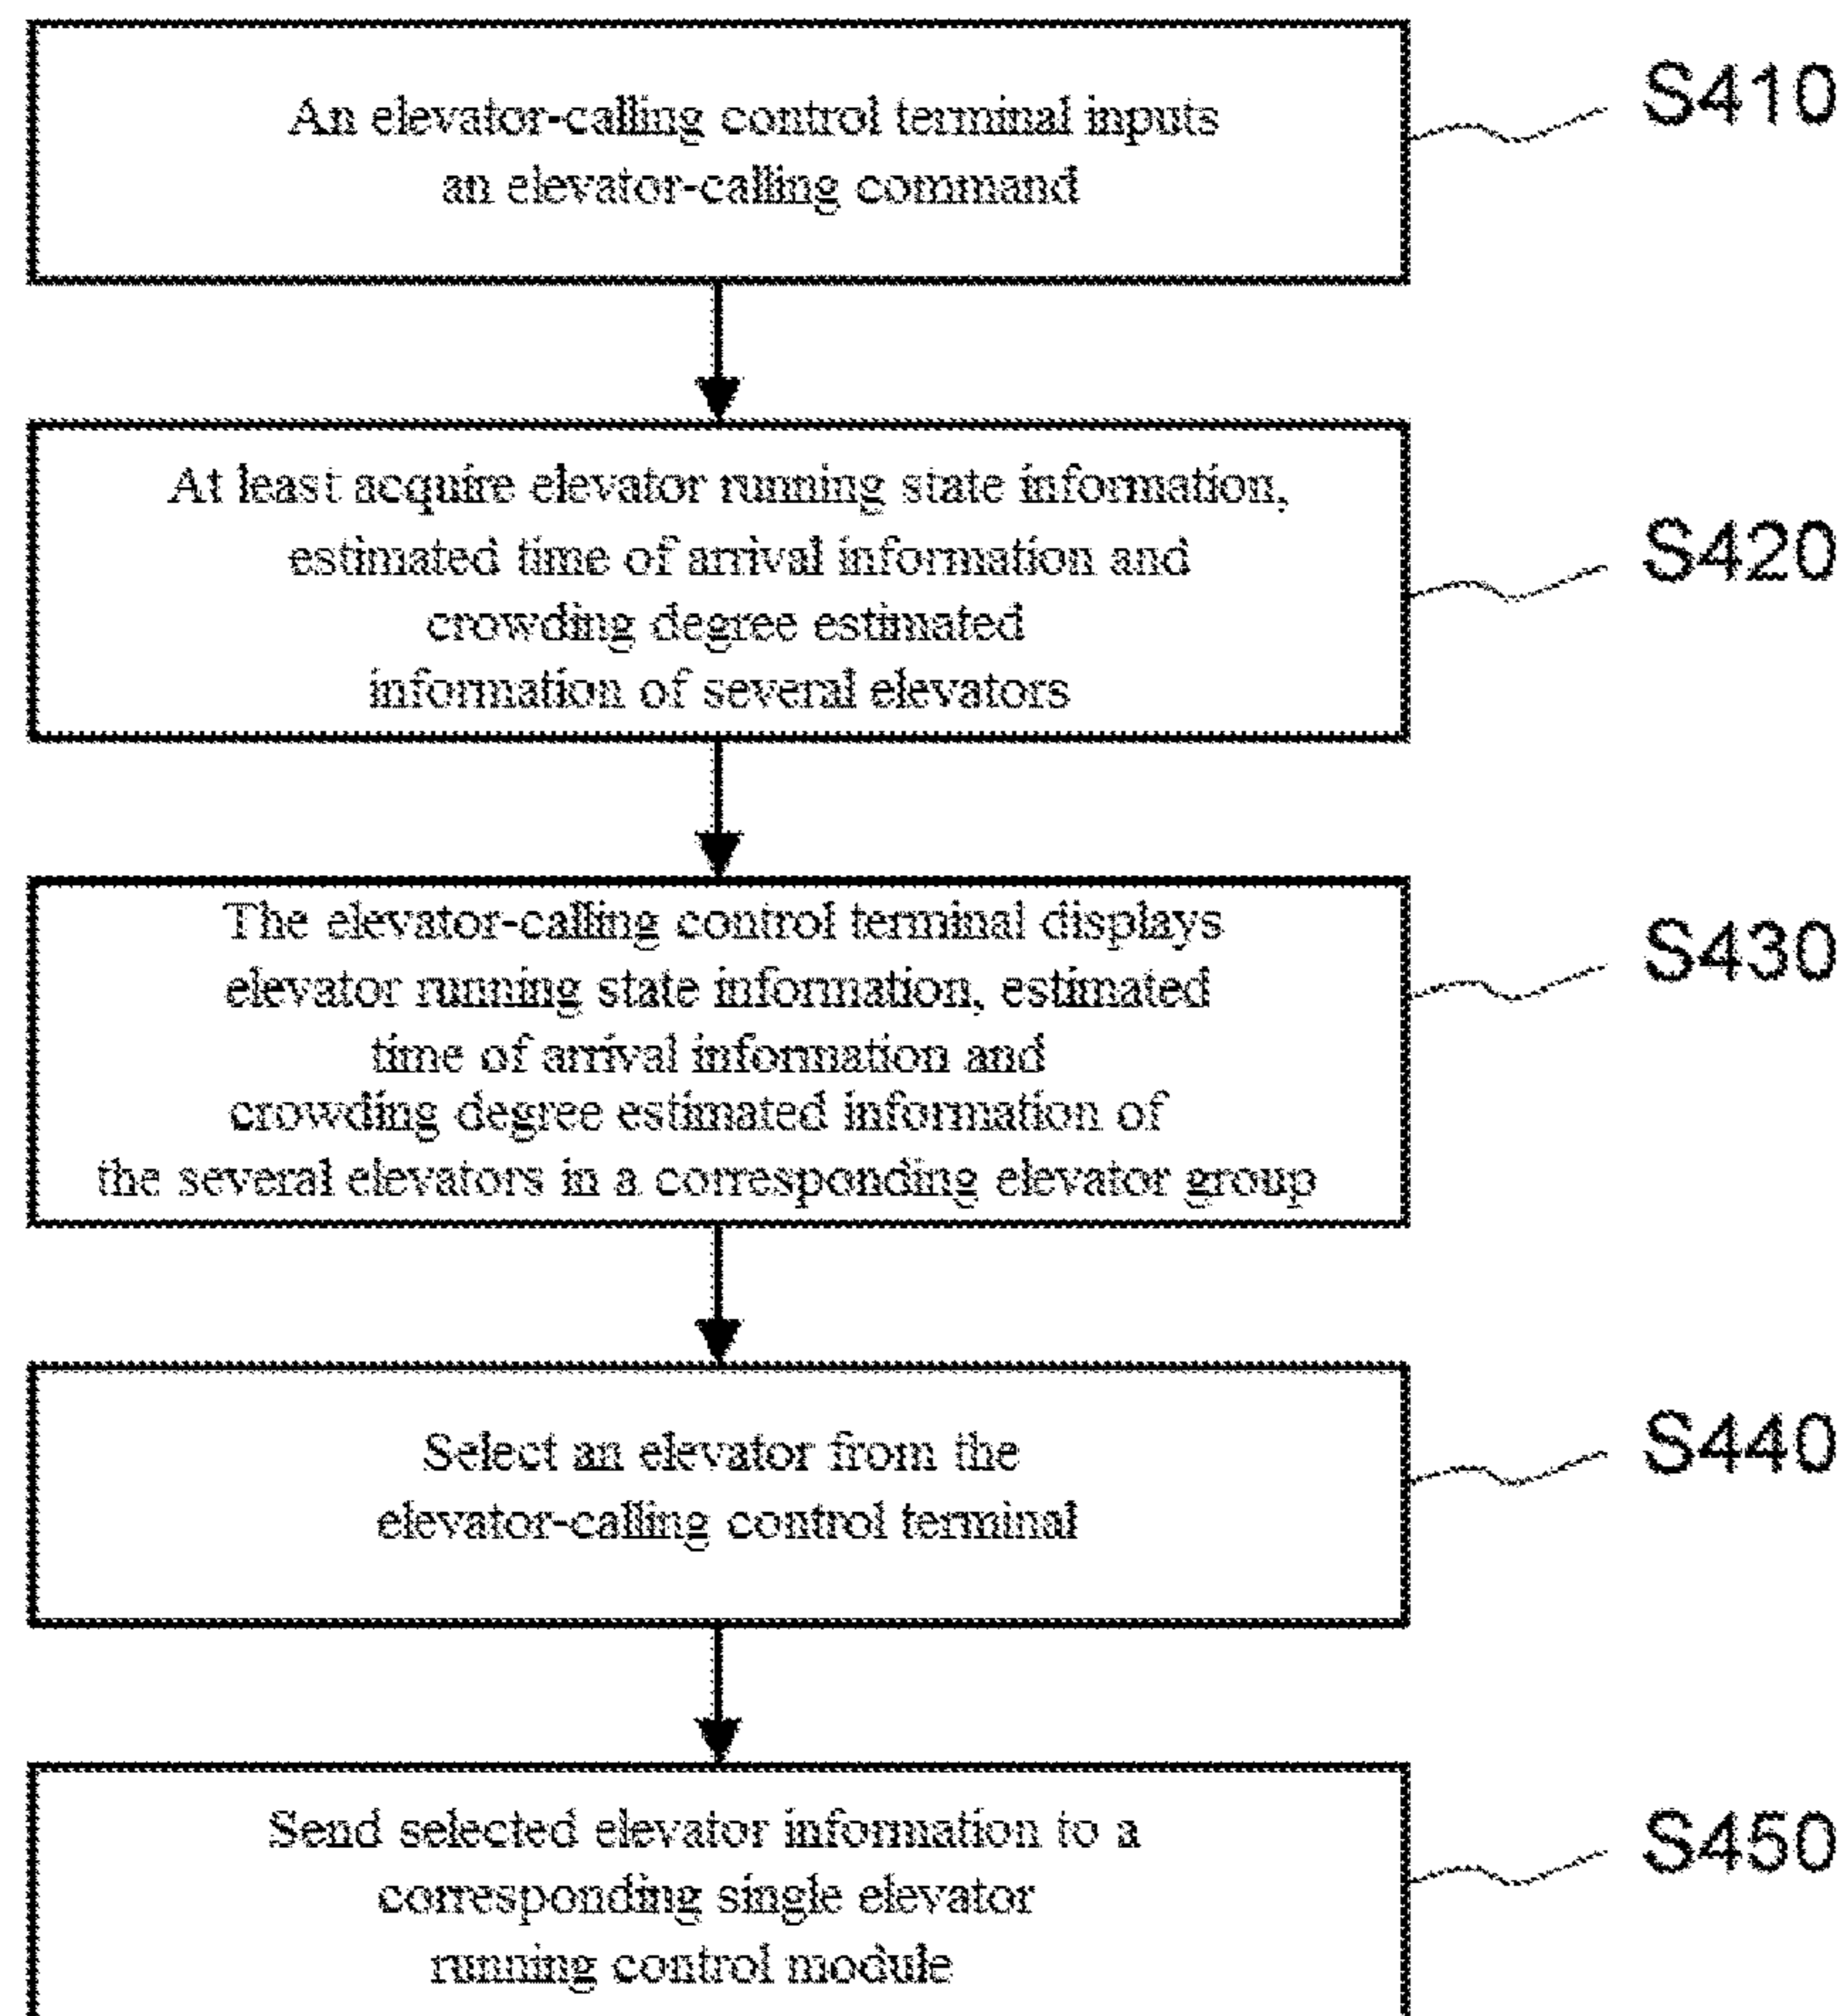 An elevator-calling control terminal inputs
an elevator-calling command
S410
At least acquire elevator running state information,
estimated time of arrival information and
crowding degree estimated
information of several elevators
S420
The elevator-calling control terminal displays
elevator running state information, estimated
time of arrival information and
crowding degree estimated information of
the several elevators in a corresponding elevator group
S430
Select an elevator from the
elevator-calling control terminal
S440
Send selected elevator information to a
corresponding single elevator
running control module
S450